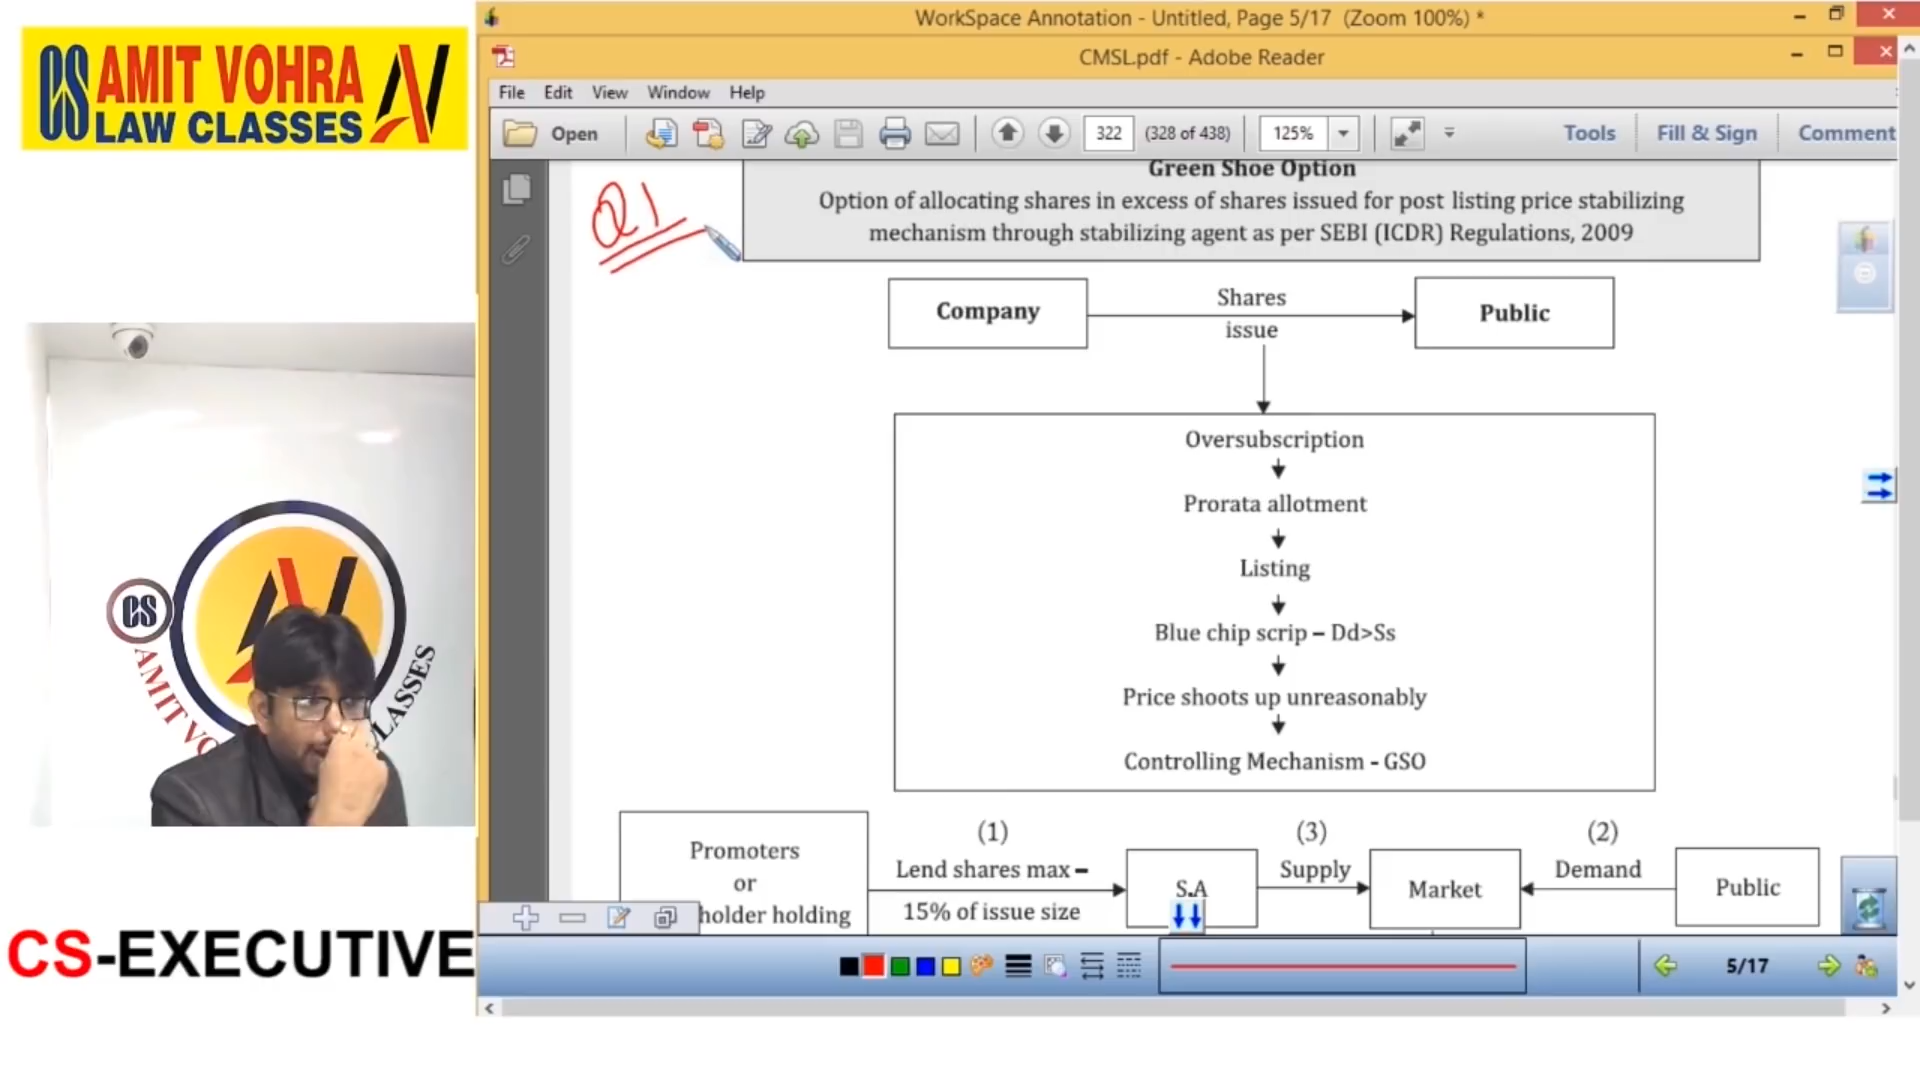 CS AMIT VOHRA
LAW CLASSES
AV
WorkSpace Annotation - Untitled, Page 5/17 (Zoom 100%) *
CMSL.pdf - Adobe Reader
File Edit View Window Help
Open
322 (328 of 438)
125%
Tools Fill & Sign Comment
Q1
Green Shoe Option
Option of allocating shares in excess of shares issued for post listing price stabilizing
mechanism through stabilizing agent as per SEBI (ICDR) Regulations, 2009
Company
Shares
issue
Public
Oversubscription
Prorata allotment
Listing
Blue chip scrip – Dd>Ss
Price shoots up unreasonably
Controlling Mechanism - GSO
Promoters
or
holder holding
(1)
Lend shares max –
15% of issue size
S.A
(3)
Supply
Market
(2)
Demand
Public
5/17
CS
AMIT VO
LASSES
CS-EXECUTIVE